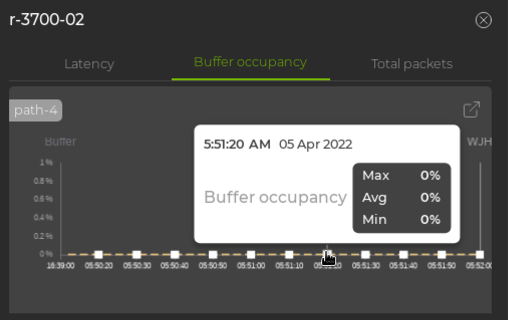 r-3700-02
Latency Buffer occupancy Total packets
path-4
Buffer WJH
5:51:20 AM 05 Apr 2022
Buffer occupancy
Max 0%
Avg 0%
Min 0%
1 %
0.8 %
0.6 %
0.4 %
0.2 %
0 %
16:39:00 05:50:20 05:50:30 05:50:40 05:50:50 05:51:00 05:51:10 05:51:20 05:51:30 05:51:40 05:51:50 05:52:00